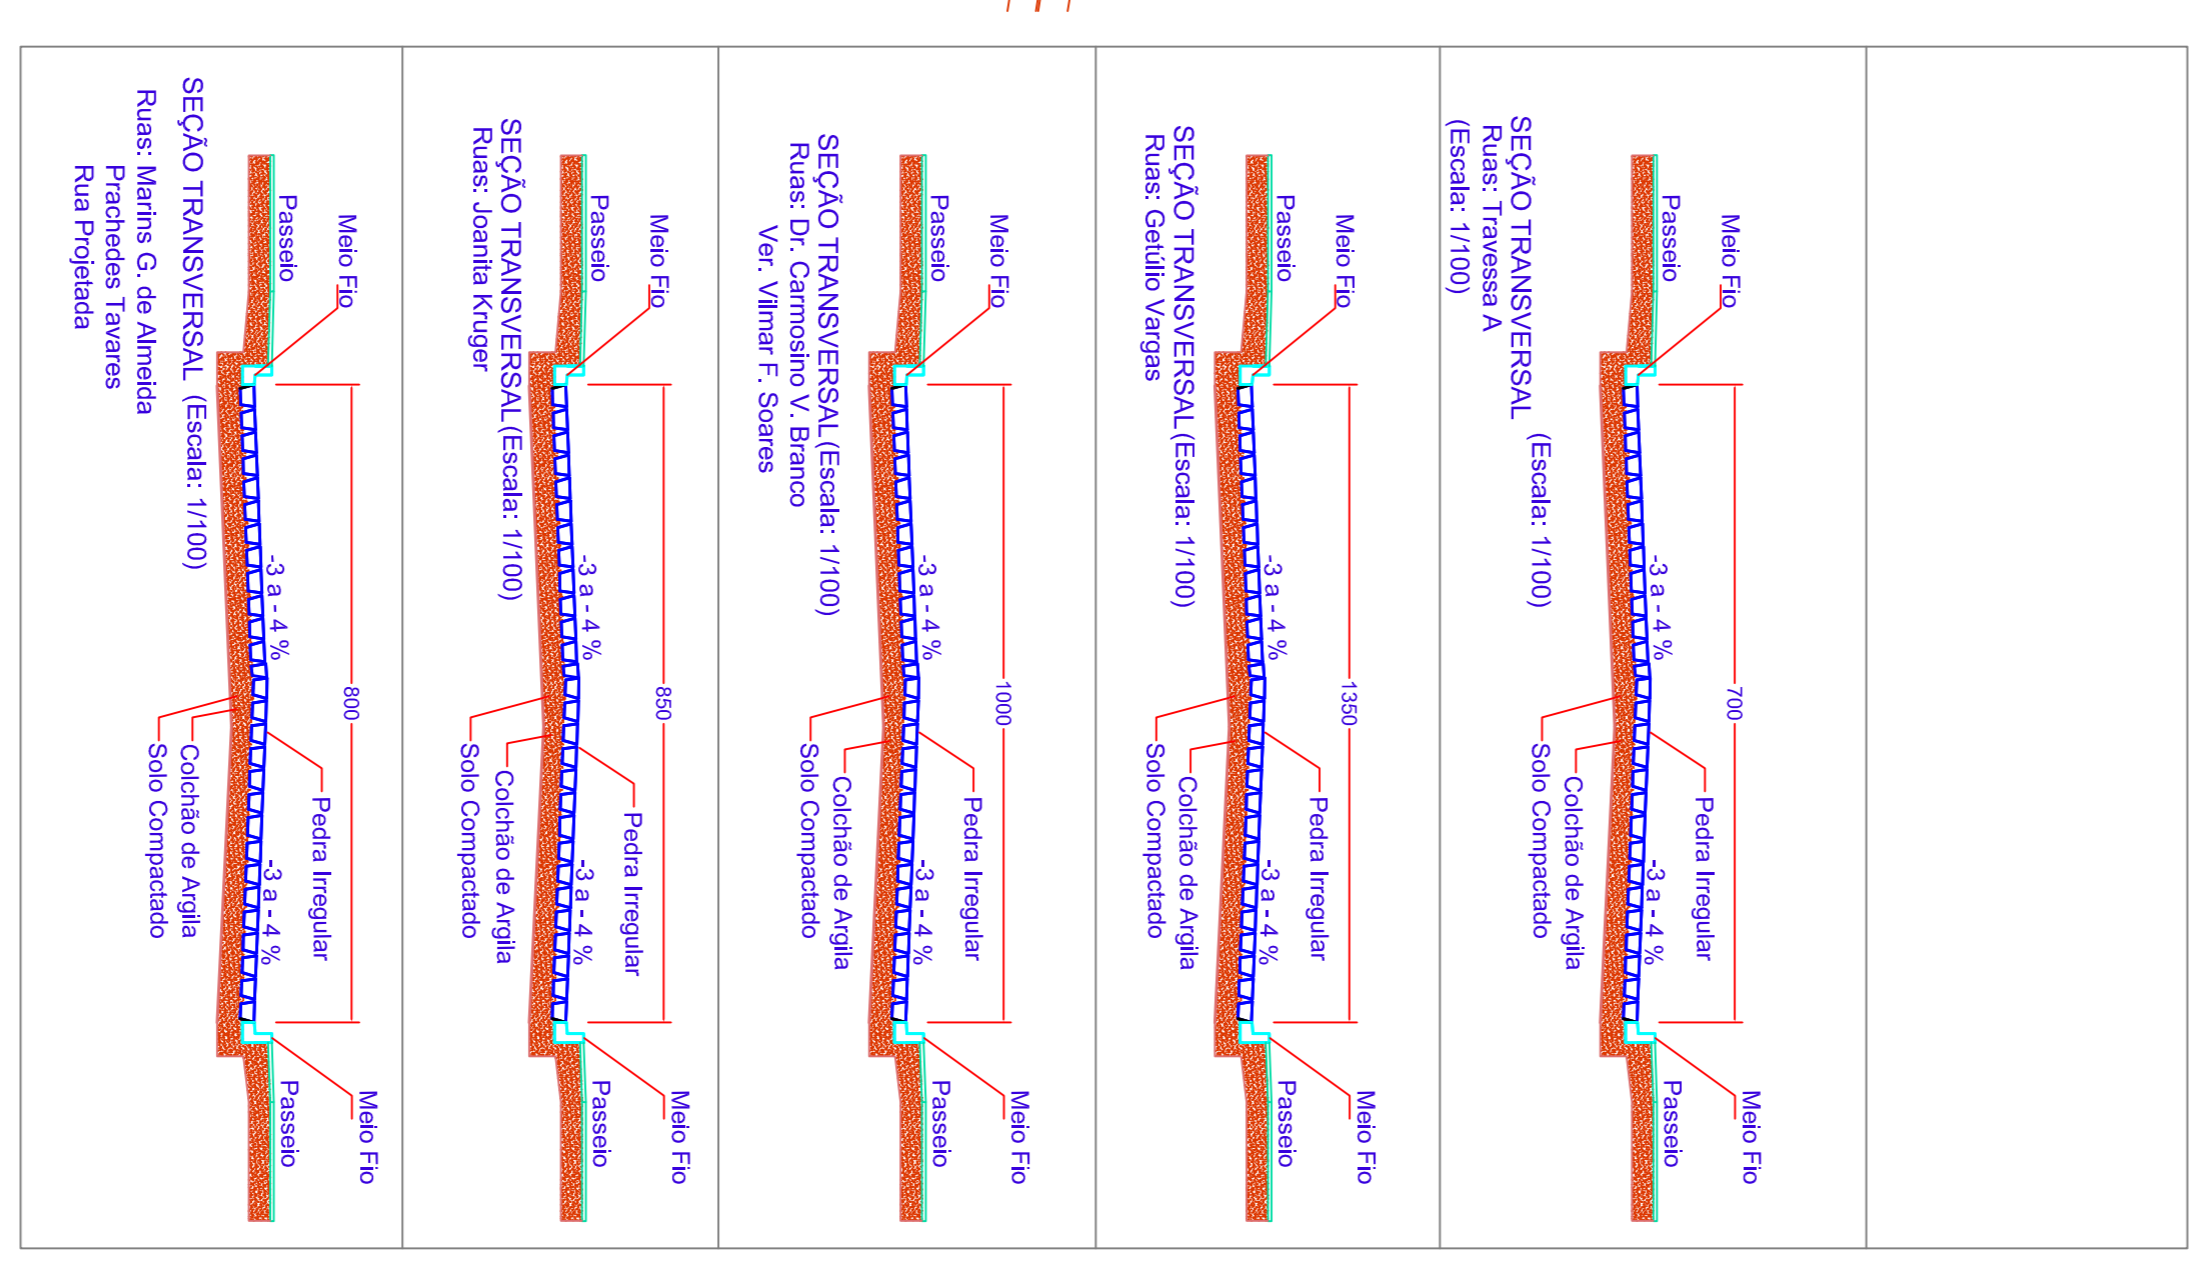 SEÇÃO TRANSVERSAL (Escala: 1/100)
Ruas: Marins G. de Almeida
Prachedes Tavares
Rua Projetada
Meio Fio
Passeio
-3 a - 4 %
800
Solo Compactado
Colchão de Argila
Pedra Irregular
-3 a - 4 %
Meio Fio
Passeio
SEÇÃO TRANSVERSAL (Escala: 1/100)
Ruas: Joanita Kruger
Meio Fio
Passeio
-3 a - 4 %
850
Solo Compactado
Colchão de Argila
Pedra Irregular
-3 a - 4 %
Meio Fio
Passeio
SEÇÃO TRANSVERSAL (Escala: 1/100)
Ruas: Dr. Carmosino V. Branco
Ver. Vilmar F. Soares
Meio Fio
Passeio
-3 a - 4 %
1000
Solo Compactado
Colchão de Argila
Pedra Irregular
-3 a - 4 %
Meio Fio
Passeio
SEÇÃO TRANSVERSAL (Escala: 1/100)
Ruas: Getúlio Vargas
Meio Fio
Passeio
-3 a - 4 %
1350
Solo Compactado
Colchão de Argila
Pedra Irregular
-3 a - 4 %
Meio Fio
Passeio
SEÇÃO TRANSVERSAL (Escala: 1/100)
Ruas: Travessa A
(Escala: 1/100)
Meio Fio
Passeio
-3 a - 4 %
700
Solo Compactado
Colchão de Argila
Pedra Irregular
-3 a - 4 %
Meio Fio
Passeio